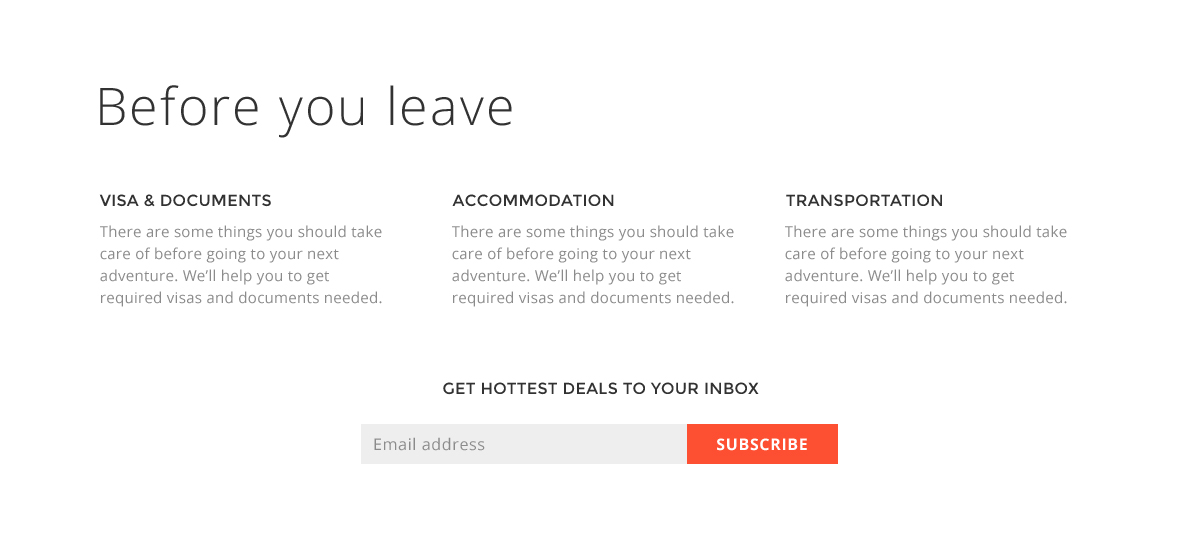 Before you leave
VISA & DOCUMENTS
There are some things you should take
care of before going to your next
adventure. We’ll help you to get
required visas and documents needed.
ACCOMMODATION
There are some things you should take
care of before going to your next
adventure. We’ll help you to get
required visas and documents needed.
TRANSPORTATION
There are some things you should take
care of before going to your next
adventure. We’ll help you to get
required visas and documents needed.
GET HOTTEST DEALS TO YOUR INBOX
Email address
SUBSCRIBE